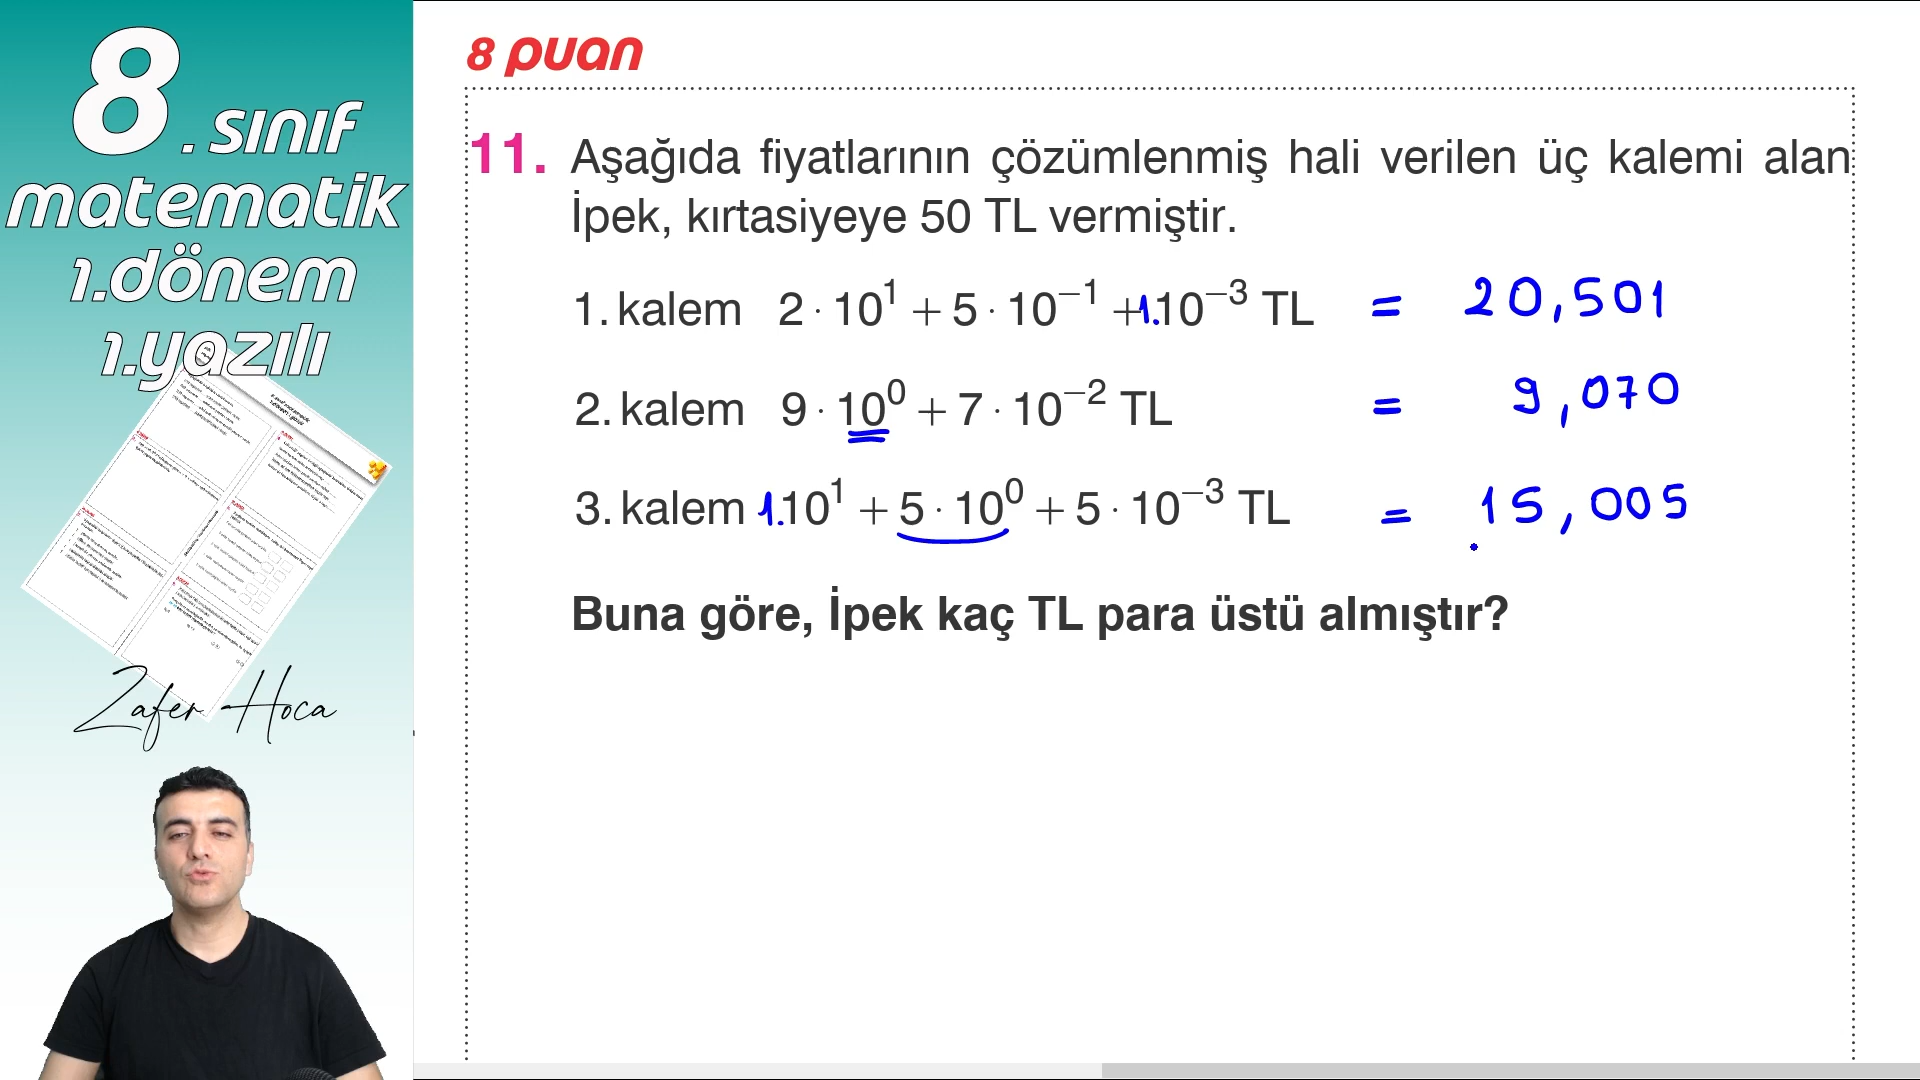 8. sınıf
matematik
1.dönem
1.yazılı
Zafer Hoca
8 puan
11. Aşağıda fiyatlarının çözümlenmiş hali verilen üç kalemi alan
İpek, kırtasiyeye 50 TL vermiştir.
1. kalem 2 · 10¹ + 5 · 10⁻¹ + 1.10⁻³ TL = 20,501
2. kalem 9 · 10⁰ + 7 · 10⁻² TL = 9,070
3. kalem 1.10¹ + 5 · 10⁰ + 5 · 10⁻³ TL = 15,005
Buna göre, İpek kaç TL para üstü almıştır?